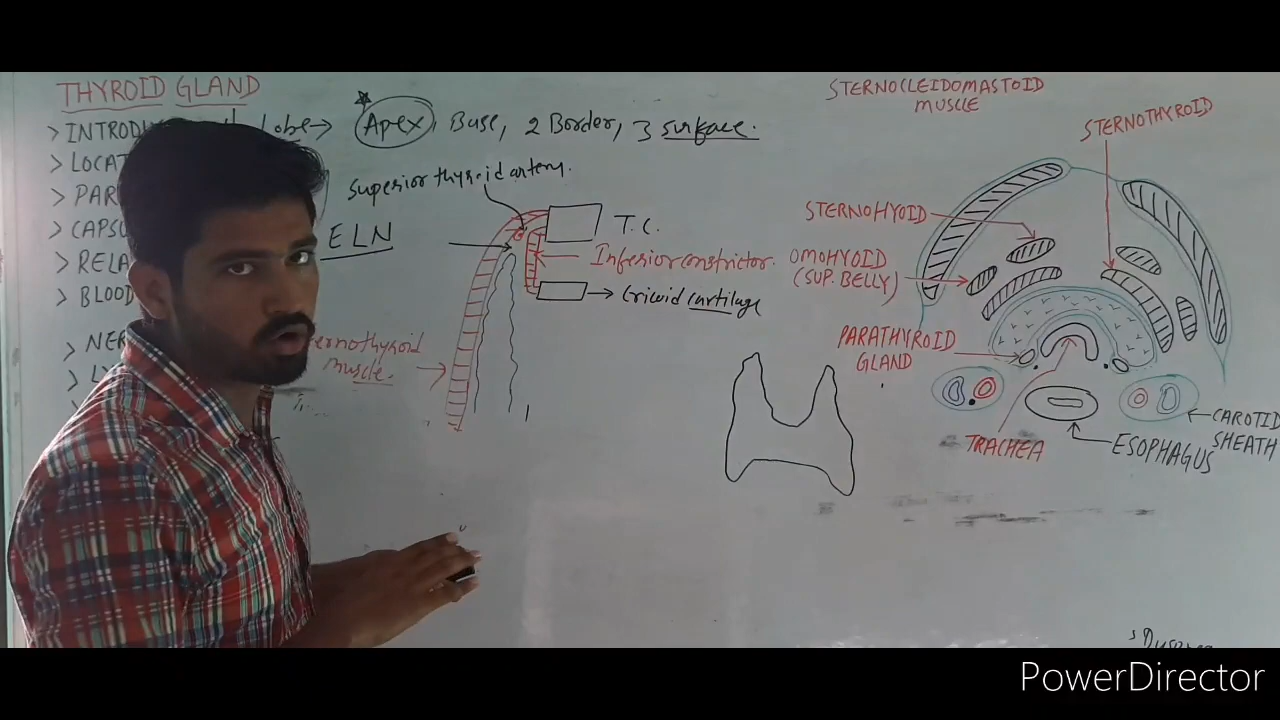 THYROID GLAND
> INTRODU
> LOCAT
> PAR
> CAPSU
> RELA
> BLOOD
> NER
> LY
Lobe → Apex, Base, 2 Border, 3 surface.
superior thyroid artery.
ELN
T.C.
Inferior constrictor.
Cricoid cartilage
ernothyroid
muscle.
STERNOCLEIDOMASTOID
MUSCLE
STERNOTHYROID
STERNOHYOID
OMOHYOID
(SUP. BELLY)
PARATHYROID
GLAND
TRACHEA
ESOPHAGUS
CAROTID
SHEATH
PowerDirector